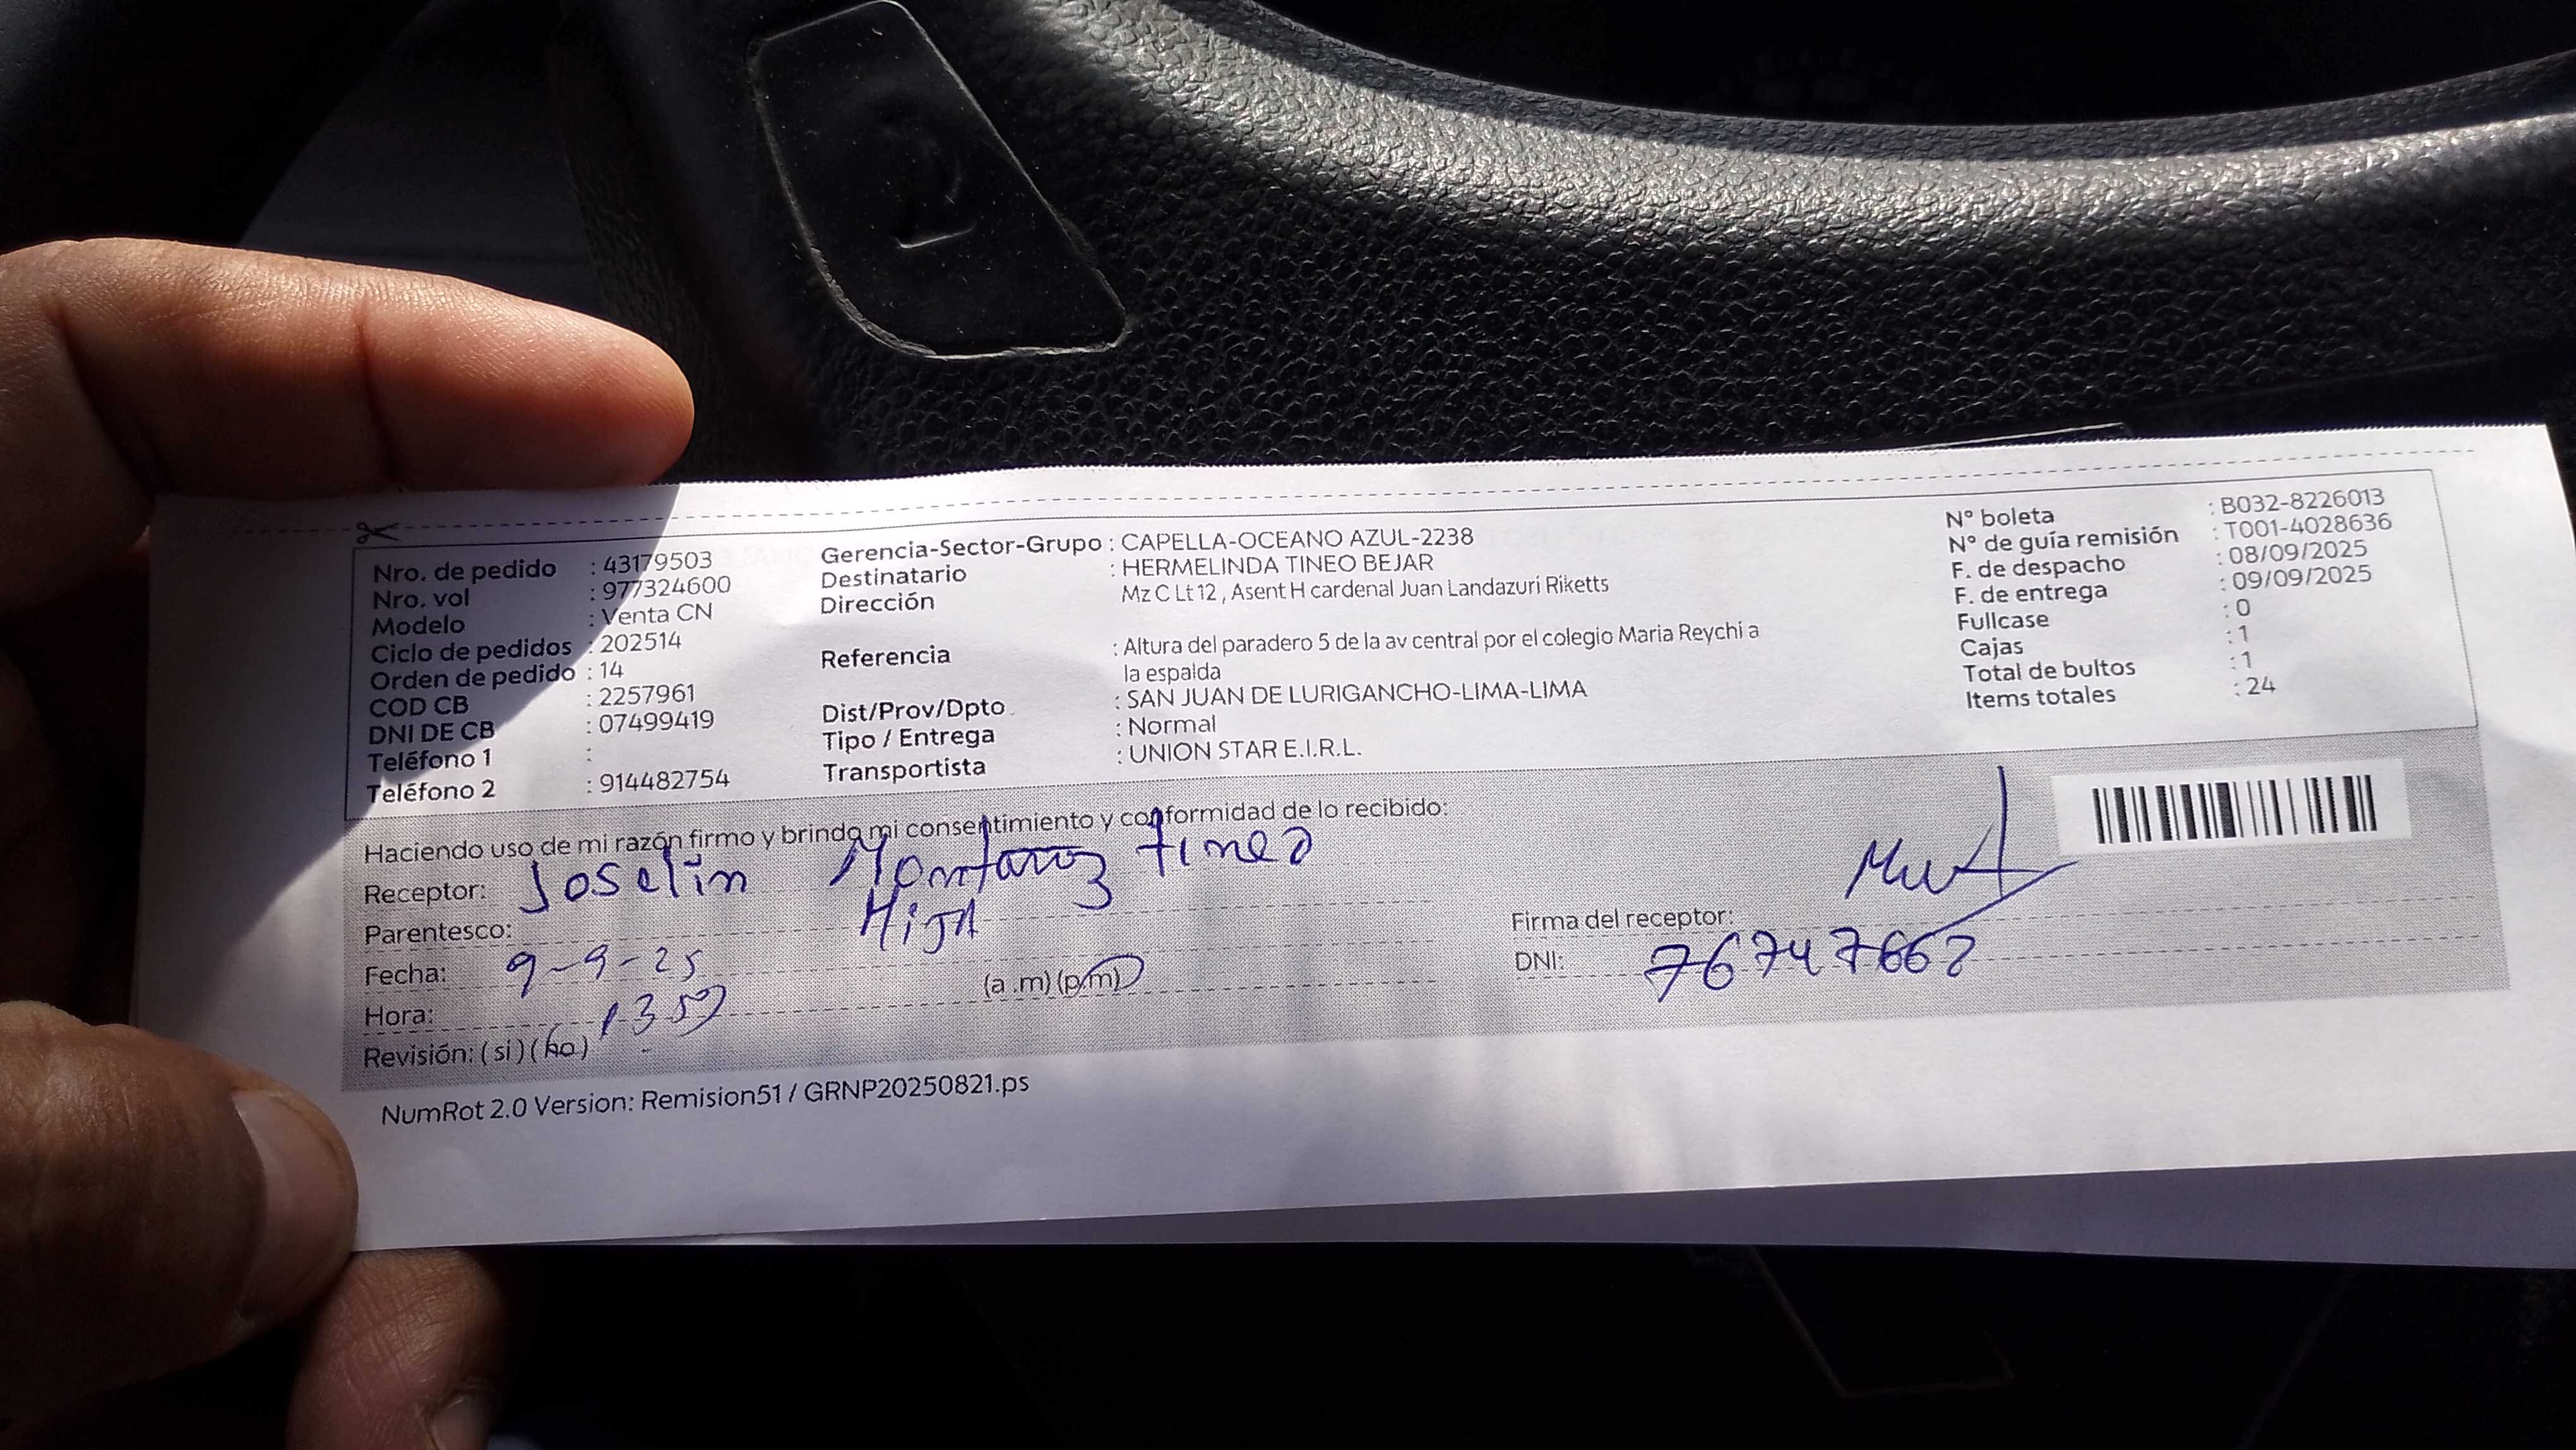 Nro. de pedido : 43179503
Nro. vol : 977324600
Modelo : Venta CN
Ciclo de pedidos : 202514
Orden de pedido : 14
COD CB : 2257961
DNI DE CB : 07499419
Teléfono 1 :
Teléfono 2 : 914482754
Gerencia-Sector-Grupo : CAPELLA-OCEANO AZUL-2238
Destinatario : HERMELINDA TINEO BEJAR
Dirección Mz C Lt 12 , Asent H cardenal Juan Landazuri Riketts
Referencia : Altura del paradero 5 de la av central por el colegio Maria Reychi a
la espalda
Dist/Prov/Dpto : SAN JUAN DE LURIGANCHO-LIMA-LIMA
Tipo / Entrega : Normal
Transportista : UNION STAR E.I.R.L.
N° boleta : B032-8226013
N° de guía remisión : T001-4028636
F. de despacho : 08/09/2025
F. de entrega : 09/09/2025
Fullcase : 0
Cajas : 1
Total de bultos : 1
Items totales : 24
Haciendo uso de mi razón firmo y brindo mi consentimiento y conformidad de lo recibido:
Receptor: Joselin tineo
Parentesco: HiJA
Fecha: 9-9-25
Hora: (a .m) (p.m)
Revisión: ( si ) ( no )
Firma del receptor:
DNI:
NumRot 2.0 Version: Remision51 / GRNP20250821.ps